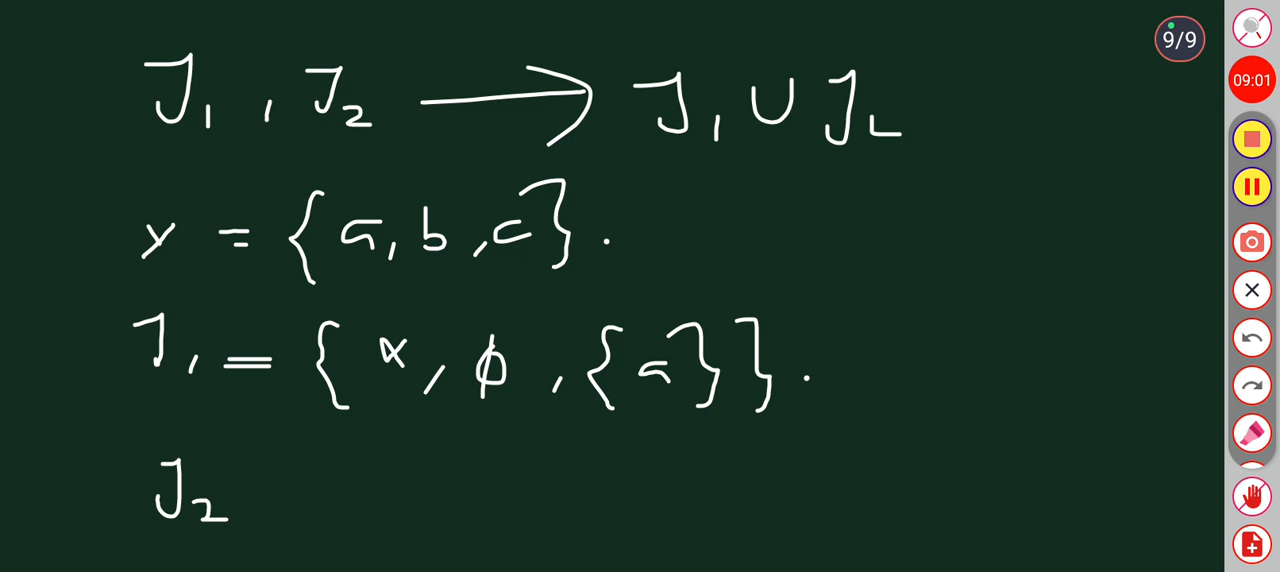 J₁, J₂ → J₁ ∪ J₂
x = {a, b, c}.
J₁ = {x, ϕ, {a}}.
J₂
9/9
09:01